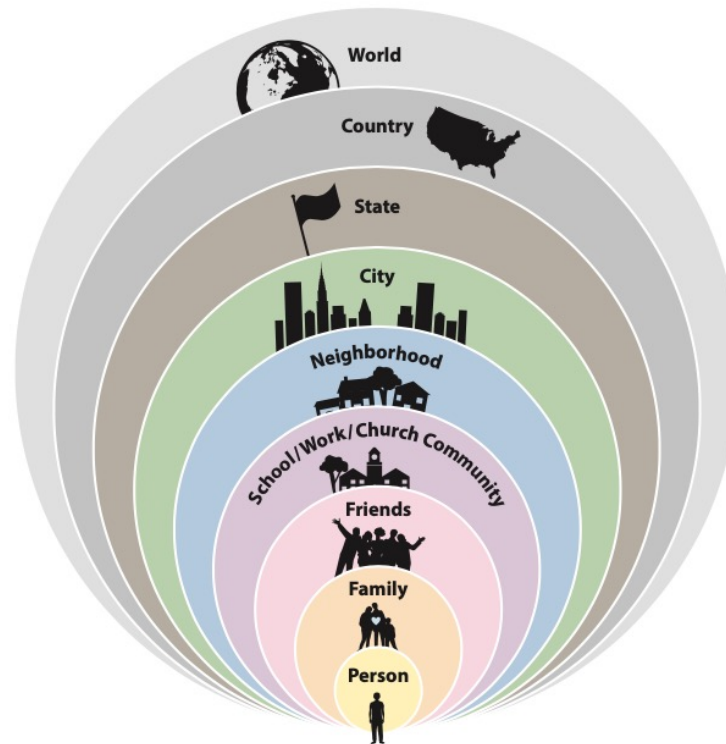 World
Country
State
City
Neighborhood
School/Work/Church Community
Friends
Family
Person